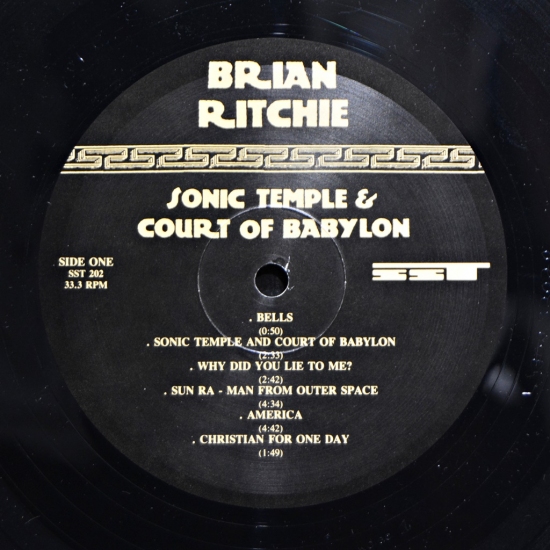 BRIAN
RITCHIE
SONIC TEMPLE &
COURT OF BABYLON
SIDE ONE
SST 202
33.3 RPM
SST
. BELLS
(0:50)
. SONIC TEMPLE AND COURT OF BABYLON
(2:33)
. WHY DID YOU LIE TO ME?
(2:42)
. SUN RA - MAN FROM OUTER SPACE
(4:34)
. AMERICA
(4:42)
. CHRISTIAN FOR ONE DAY
(1:49)